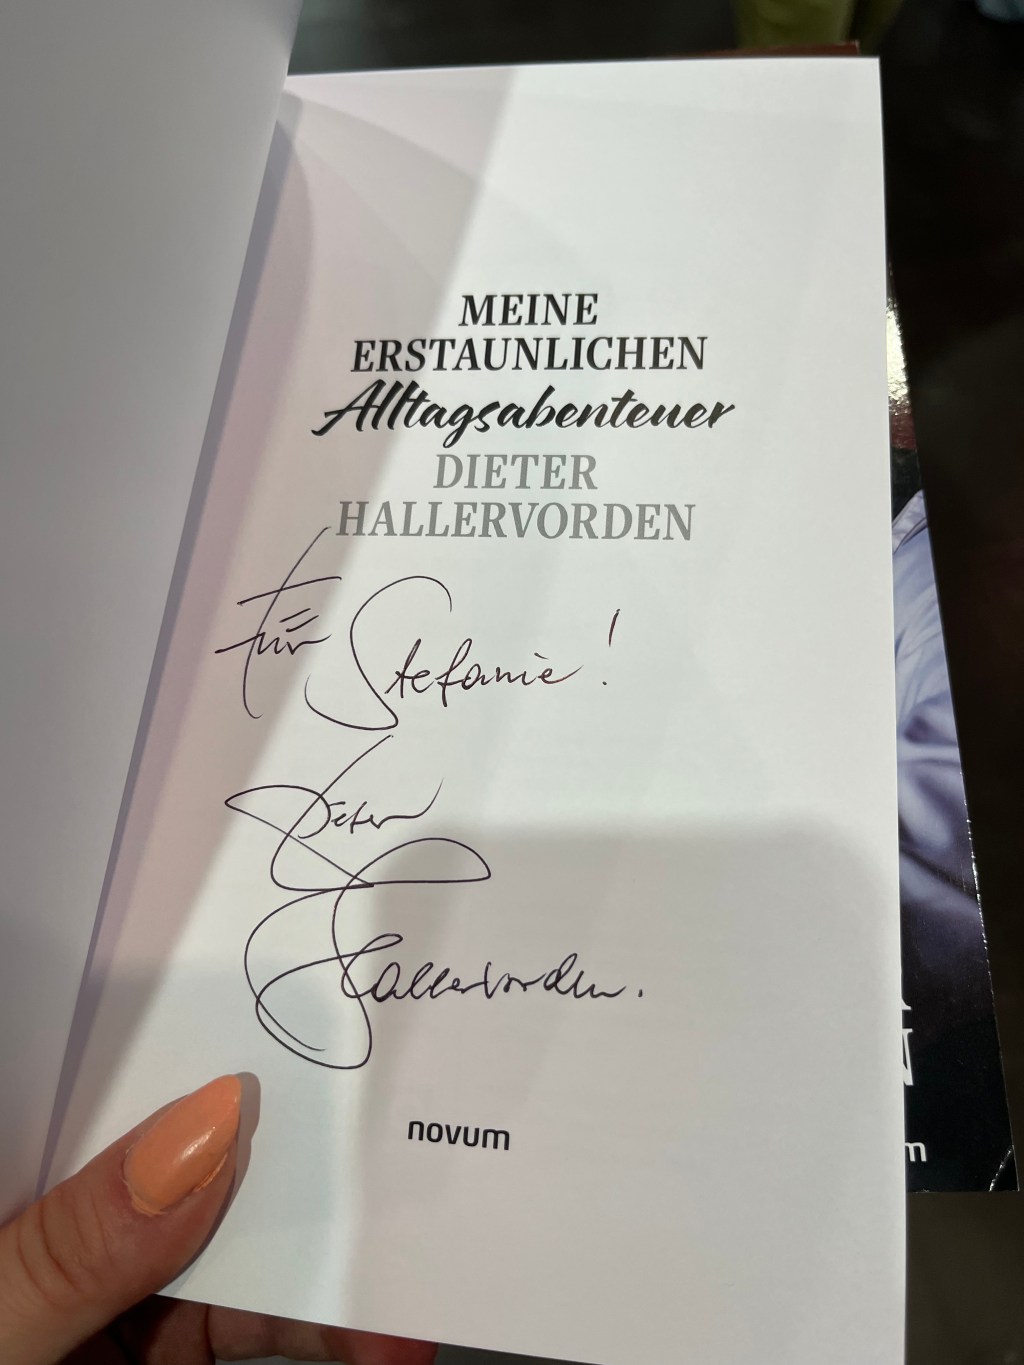 MEINE
ERSTAUNLICHEN
Alltagsabenteuer
DIETER
HALLERVORDEN
Für Stefanie!
Dieter
Hallervorden.
novum
N
m